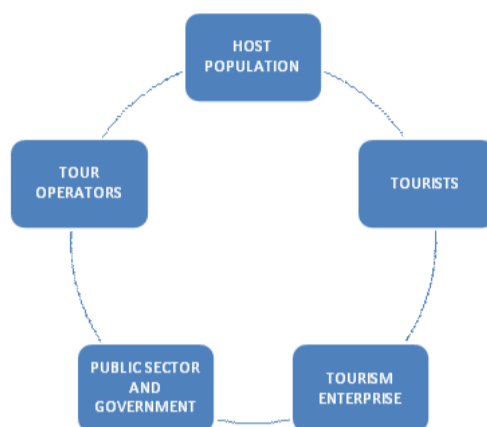 HOST
POPULATION
TOURISTS
TOURISM
ENTERPRISE
PUBLIC SECTOR
AND
GOVERNMENT
TOUR
OPERATORS